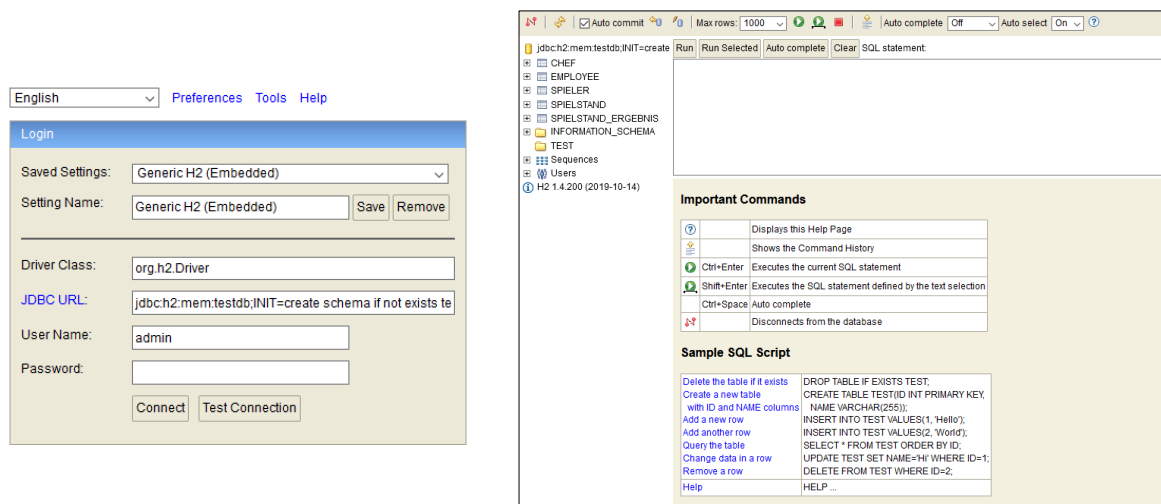 English Preferences Tools Help
Login
Saved Settings: Generic H2 (Embedded)
Setting Name: Generic H2 (Embedded) Save Remove
Driver Class: org.h2.Driver
JDBC URL: jdbc:h2:mem:testdb;INIT=create schema if not exists te
User Name: admin
Password:
Connect Test Connection
Auto commit Max rows: 1000 Auto complete Off Auto select On
jdbc:h2:mem:testdb;INIT=create
CHEF
EMPLOYEE
SPIELER
SPIELSTAND
SPIELSTAND_ERGEBNIS
INFORMATION_SCHEMA
TEST
Sequences
Users
H2 1.4.200 (2019-10-14)
Run Run Selected Auto complete Clear SQL statement:
Important Commands
Displays this Help Page
Shows the Command History
Ctrl+Enter Executes the current SQL statement
Shift+Enter Executes the SQL statement defined by the text selection
Ctrl+Space Auto complete
Disconnects from the database
Sample SQL Script
Delete the table if it exists DROP TABLE IF EXISTS TEST;
Create a new table CREATE TABLE TEST(ID INT PRIMARY KEY,
with ID and NAME columns NAME VARCHAR(255));
Add a new row INSERT INTO TEST VALUES(1, 'Hello');
Add another row INSERT INTO TEST VALUES(2, 'World');
Query the table SELECT * FROM TEST ORDER BY ID;
Change data in a row UPDATE TEST SET NAME='Hi' WHERE ID=1;
Remove a row DELETE FROM TEST WHERE ID=2;
Help HELP ...